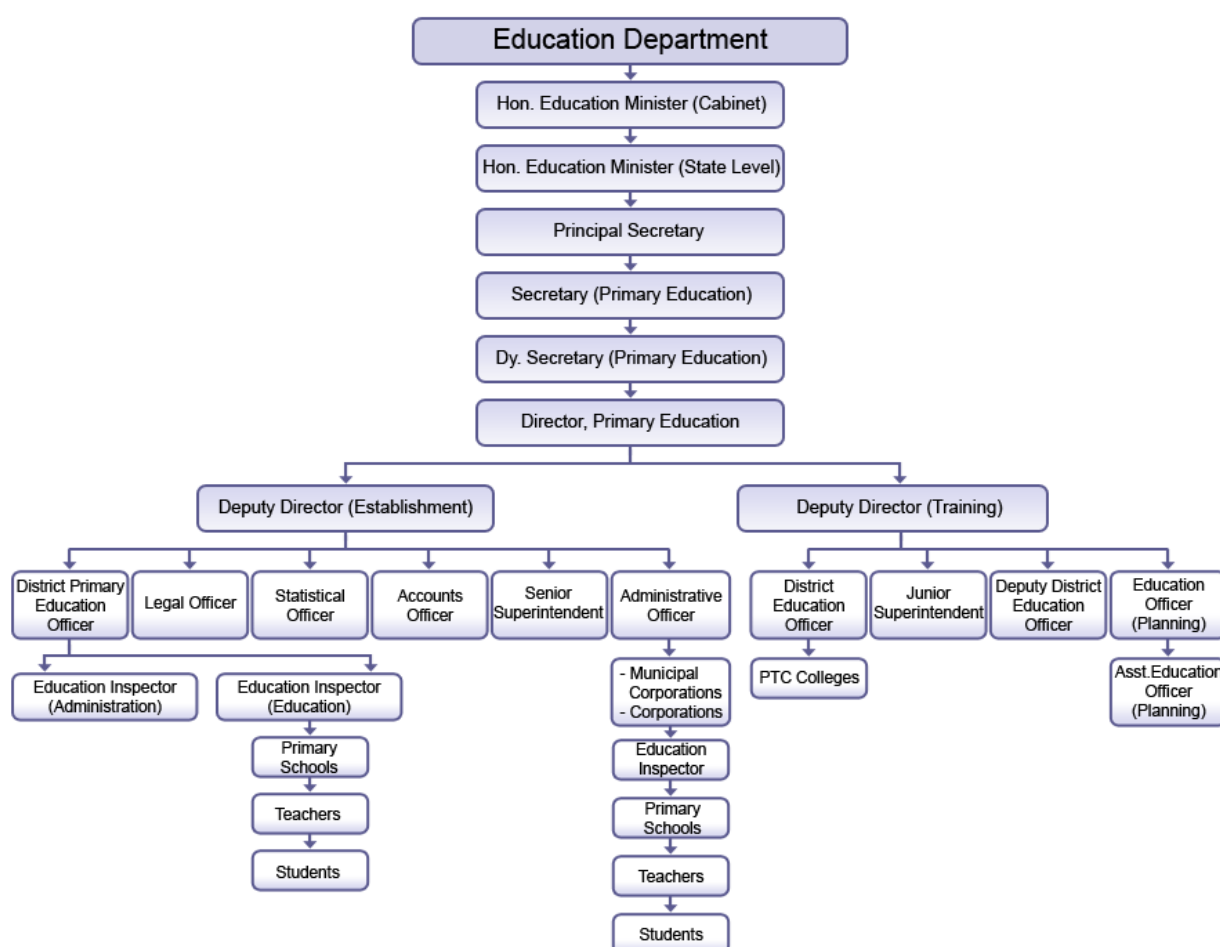 Education Department
Hon. Education Minister (Cabinet)
Hon. Education Minister (State Level)
Principal Secretary
Secretary (Primary Education)
Dy. Secretary (Primary Education)
Director, Primary Education
Deputy Director (Establishment)
Deputy Director (Training)
District Primary
Education
Officer
Legal Officer
Statistical
Officer
Accounts
Officer
Senior
Superintendent
Administrative
Officer
District
Education
Officer
Junior
Superintendent
Deputy District
Education
Officer
Education
Officer
(Planning)
Education Inspector
(Administration)
Education Inspector
(Education)
- Municipal
Corporations
- Corporations
PTC Colleges
Asst.Education
Officer
(Planning)
Primary
Schools
Teachers
Students
Education
Inspector
Primary
Schools
Teachers
Students